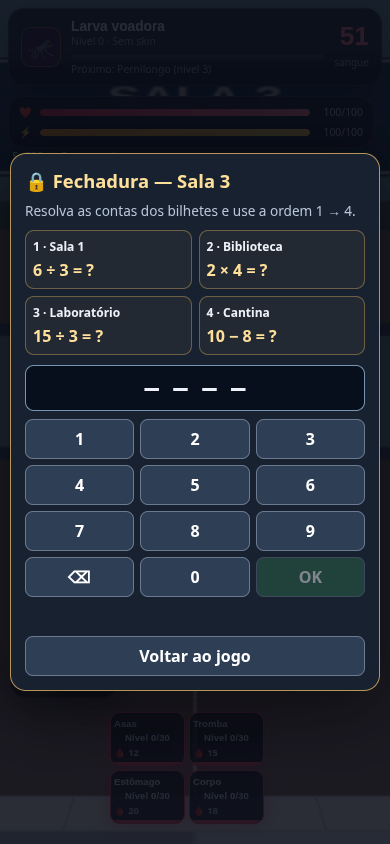 Larva voadora
Nível 0 · Sem skin
51
sangue
Próximo: Pernilongo (nível 3)
SALA 3
100/100
100/100
🔒 Fechadura — Sala 3
Resolva as contas dos bilhetes e use a ordem 1 → 4.
1 · Sala 1
6 ÷ 3 = ?
2 · Biblioteca
2 × 4 = ?
3 · Laboratório
15 ÷ 3 = ?
4 · Cantina
10 − 8 = ?
— — — —
1 2 3
4 5 6
7 8 9
⌫ 0 OK
Voltar ao jogo
Asas
Nível 0/30
12
Tromba
Nível 0/30
15
Estômago
Nível 0/30
20
Corpo
Nível 0/30
18